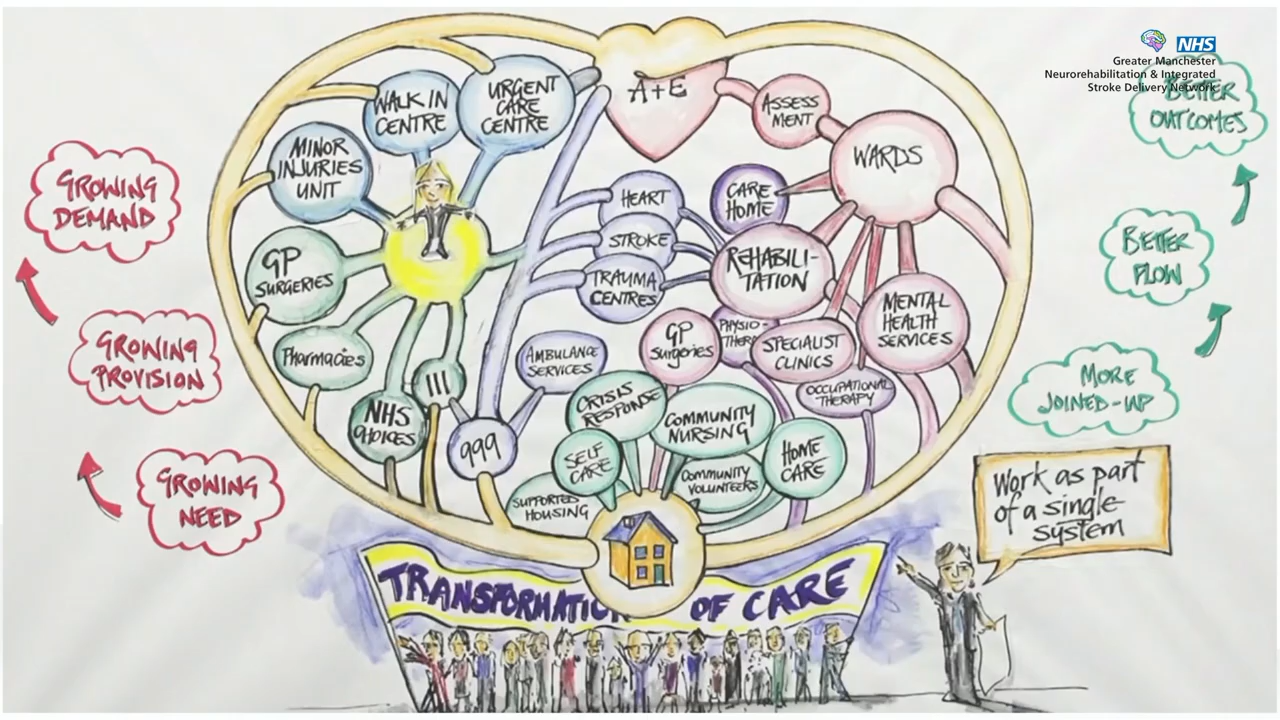 NHS
Greater Manchester
Neurorehabilitation & Integrated
Stroke Delivery Network
BETTER
OUTCOMES
BETTER
FLOW
MORE
JOINED-UP
Work as part
of a single
system
GROWING
DEMAND
GROWING
PROVISION
GROWING
NEED
WALK IN
CENTRE
URGENT
CARE
CENTRE
MINOR
INJURIES
UNIT
GP
SURGERIES
Pharmacies
NHS
CHOICES
111
999
AMBULANCE
SERVICES
A+E
ASSESS
MENT
WARDS
HEART
STROKE
TRAUMA
CENTRES
CARE
HOME
REHABILI-
TATION
MENTAL
HEALTH
SERVICES
GP
Surgeries
PHYSIO-
THERAPY
SPECIALIST
CLINICS
OCCUPATIONAL
THERAPY
CRISIS
RESPONSE
COMMUNITY
NURSING
SELF
CARE
HOME
CARE
COMMUNITY
VOLUNTEERS
SUPPORTED
HOUSING
TRANSFORMATION OF CARE